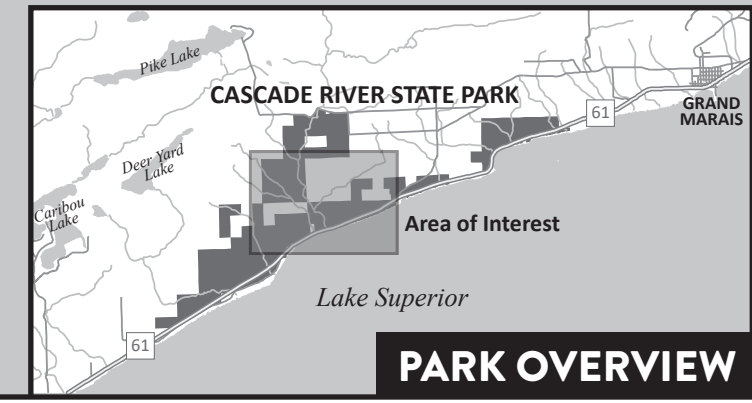 Pike Lake
CASCADE RIVER STATE PARK
61
GRAND
MARAIS
Deer Yard
Lake
Caribou
Lake
Area of Interest
Lake Superior
61
PARK OVERVIEW